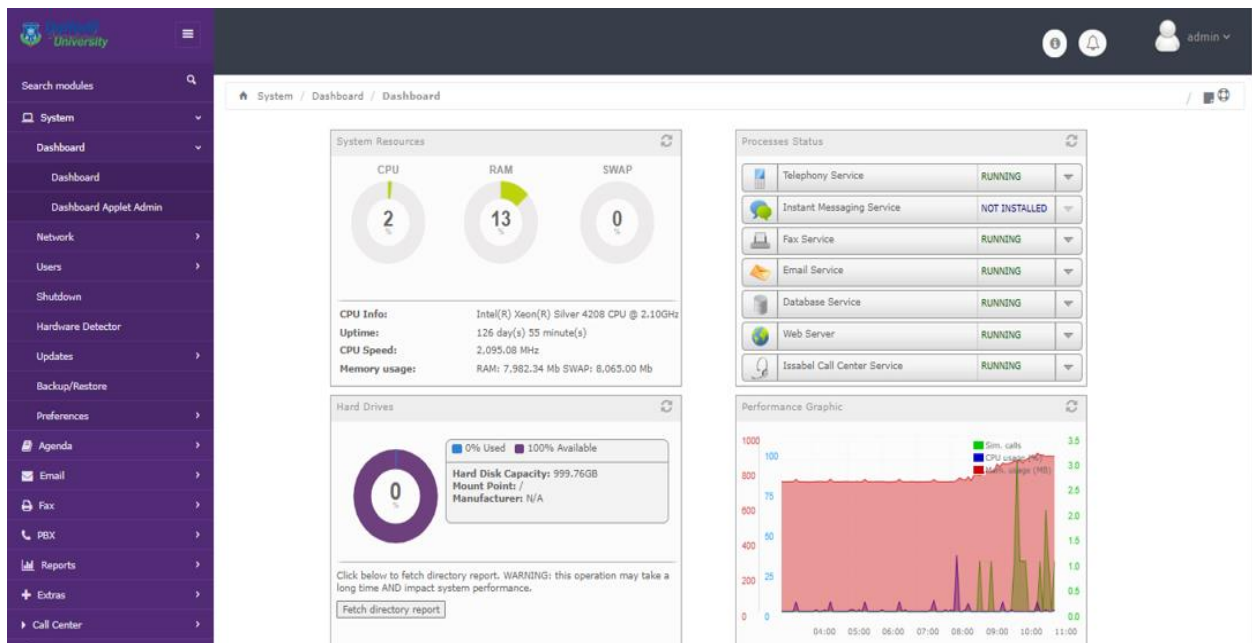 University
Search modules
System
Dashboard
Dashboard
Dashboard Applet Admin
Network
Users
Shutdown
Hardware Detector
Updates
Backup/Restore
Preferences
Agenda
Email
Fax
PBX
Reports
Extras
Call Center
admin
System / Dashboard / Dashboard
/
System Resources
CPU RAM SWAP
2 13 0
% % %
CPU Info: Intel(R) Xeon(R) Silver 4208 CPU @ 2.10GHz
Uptime: 126 day(s) 55 minute(s)
CPU Speed: 2,095.08 MHz
Memory usage: RAM: 7,982.34 Mb SWAP: 8,065.00 Mb
Processes Status
Telephony Service RUNNING
Instant Messaging Service NOT INSTALLED
Fax Service RUNNING
Email Service RUNNING
Database Service RUNNING
Web Server RUNNING
Issabel Call Center Service RUNNING
Hard Drives
0% Used 100% Available
Hard Disk Capacity: 999.76GB
Mount Point: /
Manufacturer: N/A
0
%
Click below to fetch directory report. WARNING: this operation may take a
long time AND impact system performance.
Fetch directory report
Performance Graphic
1000 100 Sim. calls 3.5
CPU usage (%)
Mem. usage (MB) 3.0
800
75 2.5
600 2.0
50
400 1.5
1.0
200 25
0.5
0 0 0.0
04:00 05:00 06:00 07:00 08:00 09:00 10:00 11:00